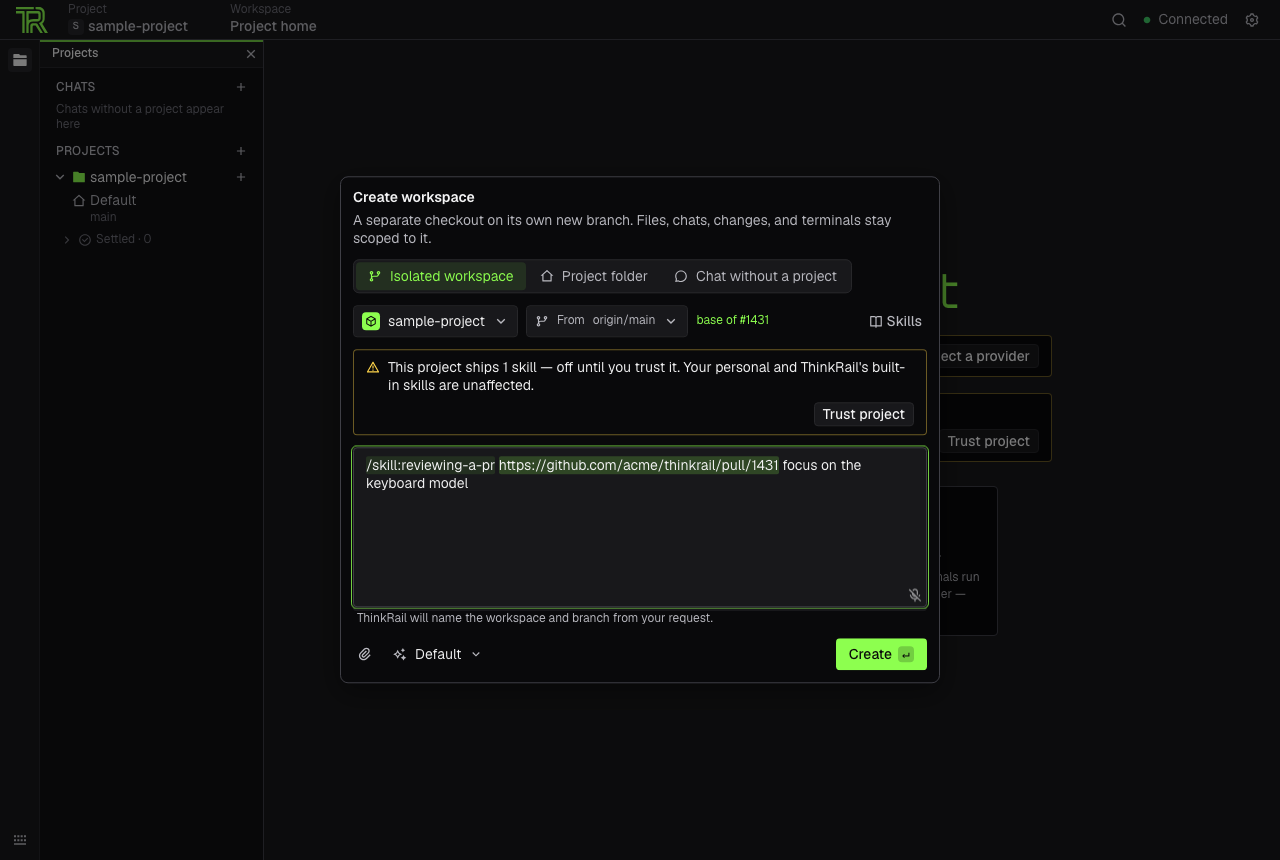 Project
Workspace
S sample-project
Project home
Connected
Projects
CHATS
Chats without a project appear
here
PROJECTS
sample-project
Default
main
Settled · 0
Create workspace
A separate checkout on its own new branch. Files, chats, changes, and terminals stay
scoped to it.
Isolated workspace
Project folder
Chat without a project
sample-project
From origin/main
base of #1431
Skills
This project ships 1 skill — off until you trust it. Your personal and ThinkRail's built-
in skills are unaffected.
Trust project
/skill:reviewing-a-pr https://github.com/acme/thinkrail/pull/1431 focus on the
keyboard model
ThinkRail will name the workspace and branch from your request.
Default
Create
t
ect a provider
Trust project
nals run
er —